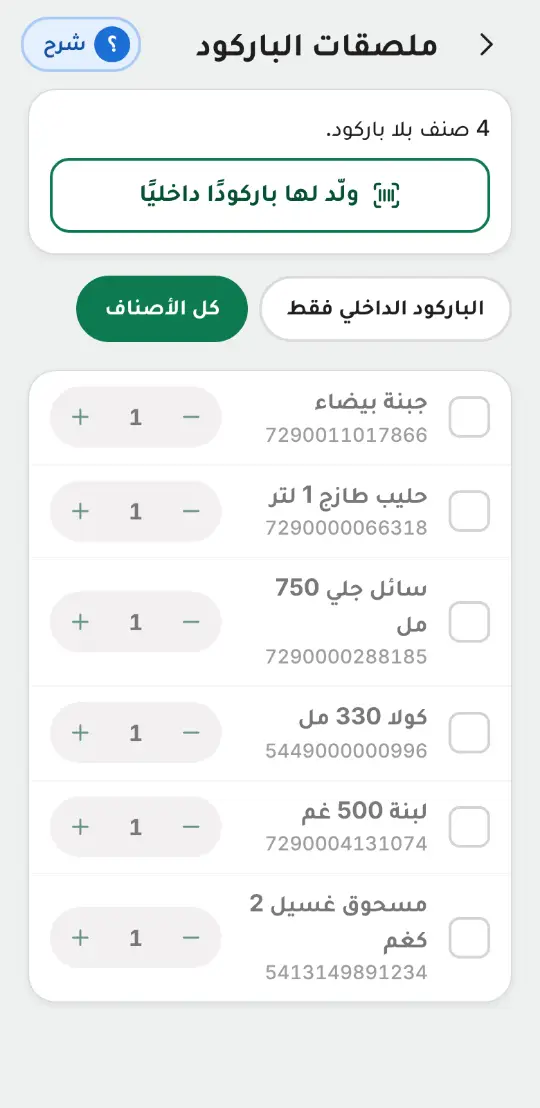 ملصقات الباركود
؟ شرح
4 صنف بلا باركود.
ولّد لها باركودًا داخليًا
الباركود الداخلي فقط
كل الأصناف
جبنة بيضاء
7290011017866
− 1 +
حليب طازج 1 لتر
7290000066318
− 1 +
سائل جلي 750
مل
7290000288185
− 1 +
كولا 330 مل
5449000000996
− 1 +
لبنة 500 غم
7290004131074
− 1 +
مسحوق غسيل 2
كغم
5413149891234
− 1 +